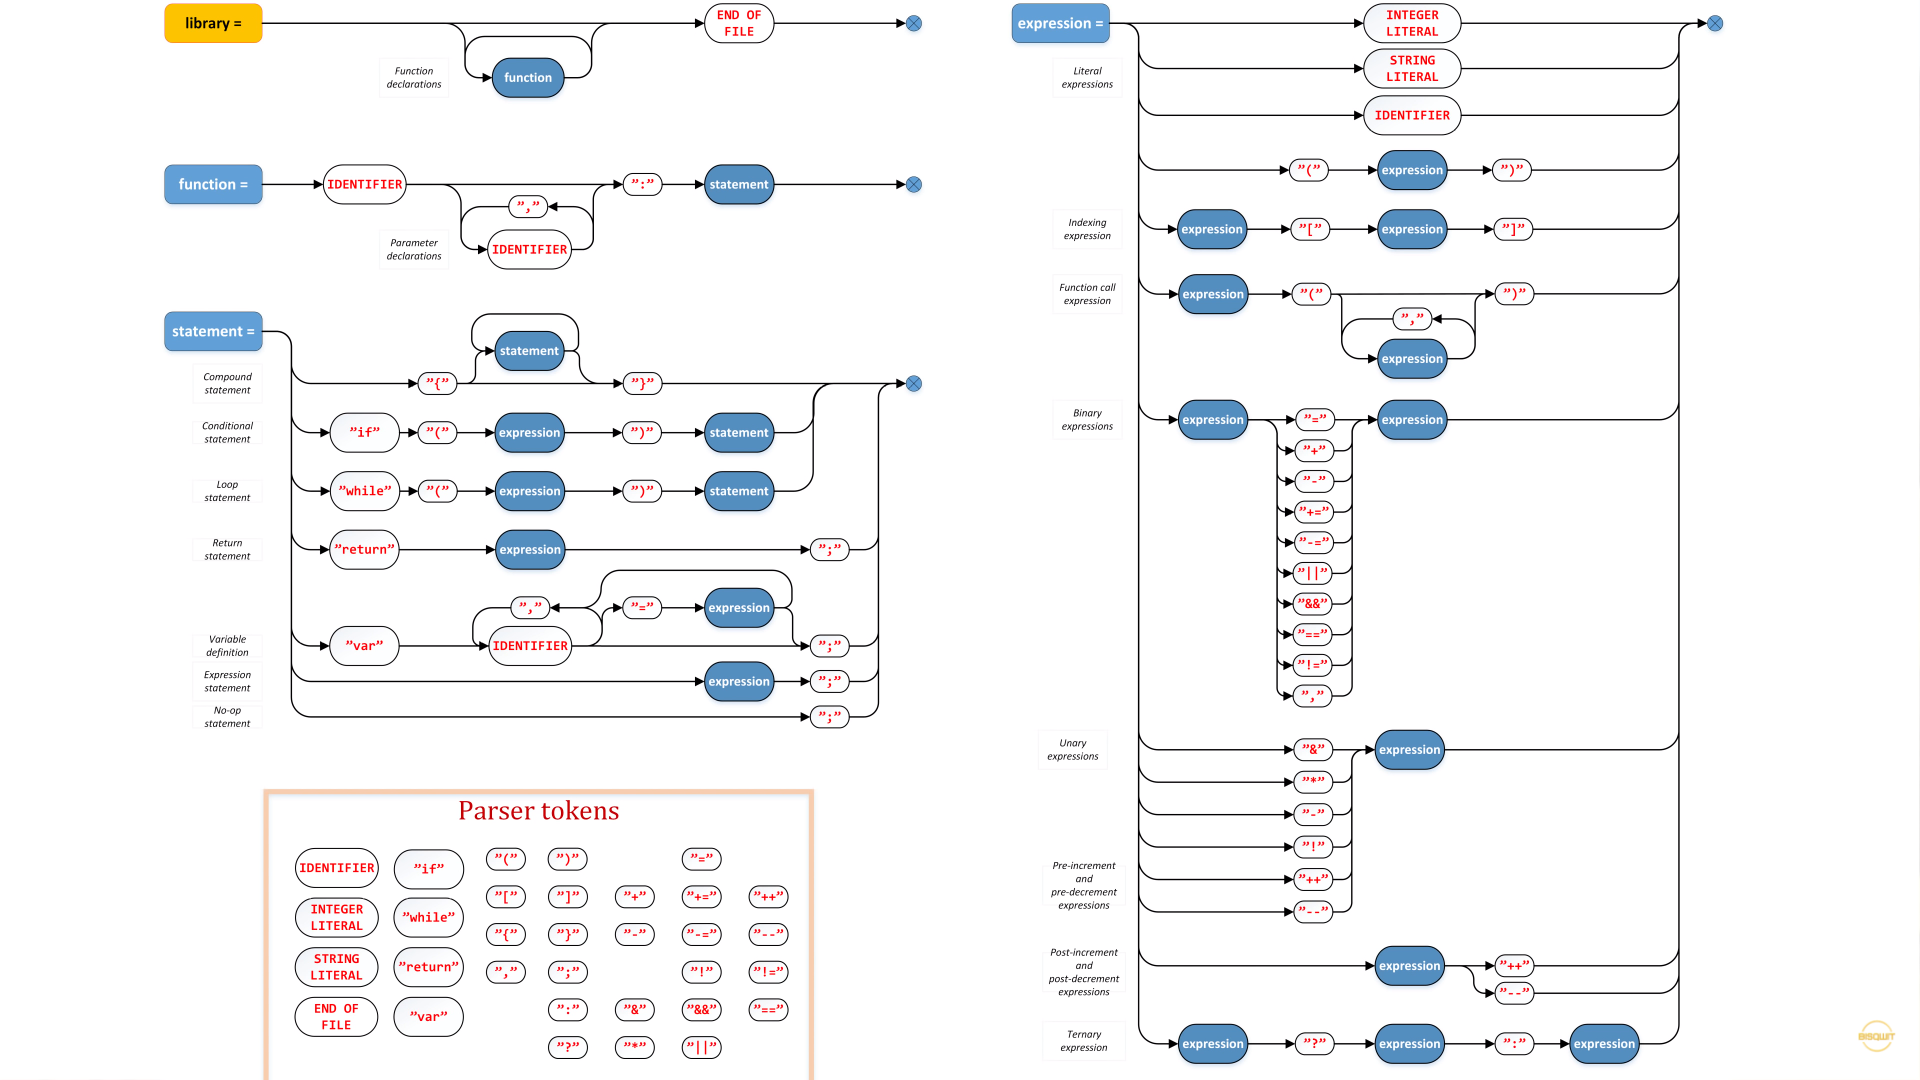 library =
END OF
FILE
Function
declarations
function
function =
IDENTIFIER
”:”
statement
”,”
Parameter
declarations
IDENTIFIER
statement =
statement
Compound
statement
”{”
”}”
Conditional
statement
”if”
”(”
expression
”)”
statement
Loop
statement
”while”
”(”
expression
”)”
statement
Return
statement
”return”
expression
”;”
”,”
”=”
expression
Variable
definition
”var”
IDENTIFIER
”;”
Expression
statement
expression
”;”
No-op
statement
”;”
Parser tokens
IDENTIFIER
”if”
”(”
”)”
”=”
INTEGER
LITERAL
”while”
”[”
”]”
”+”
”+=”
”++”
STRING
LITERAL
”return”
”{”
”}”
”-”
”-=”
”--”
END OF
FILE
”var”
”,”
”;”
”!”
”!=”
”:”
”&”
”&&”
”==”
”?”
”*”
”||”
expression =
INTEGER
LITERAL
Literal
expressions
STRING
LITERAL
IDENTIFIER
”(”
expression
”)”
Indexing
expression
expression
”[”
expression
”]”
Function call
expression
expression
”(”
”)”
”,”
expression
Binary
expressions
expression
”=”
expression
”+”
”-”
”+=”
”-=”
”||”
”&&”
”==”
”!=”
”,”
Unary
expressions
”&”
expression
”*”
”-”
”!”
Pre-increment
and
pre-decrement
expressions
”++”
”--”
Post-increment
and
post-decrement
expressions
expression
”++”
”--”
Ternary
expression
expression
”?”
expression
”:”
expression
BISQWIT